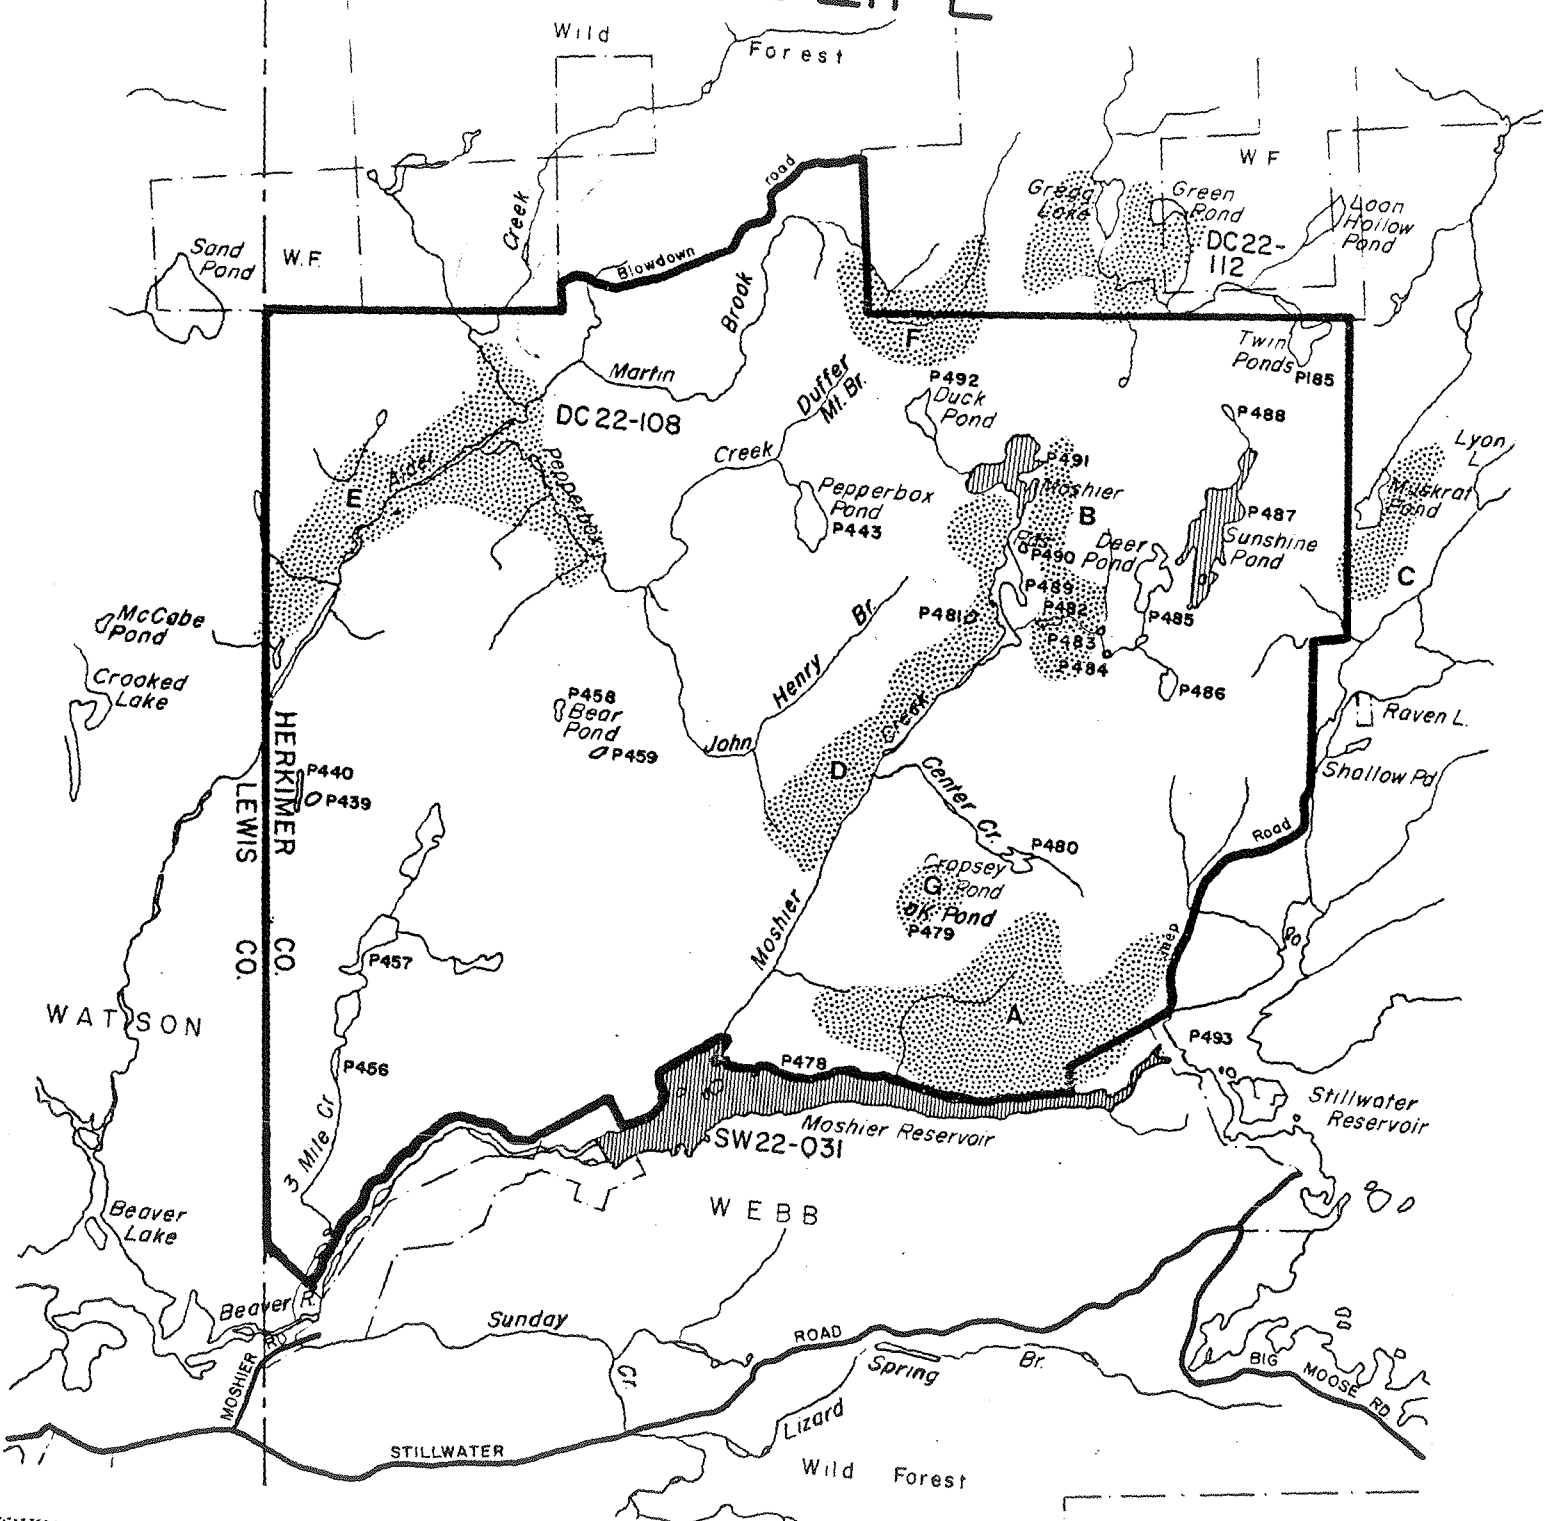 Wild
Forest
W F
Gregg
Lake
Green
Pond
Loon
Hollow
Pond
DC22-
112
Sand
Pond
W.F.
Creek
Blowdown
road
Brook
Martin
Twin
Ponds
P185
F
Duffer
Mt. Br.
P492
Duck
Pond
P488
DC22-108
Creek
Alder
Pepperbox
Pepperbox
Pond
P443
P491
Moshier
Pds.
P490
B
Deer
Pond
P487
Sunshine
Pond
Lyon
L.
Muskrat
Pond
C
E
P489
P482
P481
P483
P484
P485
P486
McCabe
Pond
Crooked
Lake
Henry
Br.
John
P458
Bear
Pond
P459
Creek
D
Raven L.
Shallow Pd
HERKIMER
CO.
LEWIS
CO.
P440
P439
Center
Cr.
P480
Cropsey
Pond
G
OK Pond
P479
Road
Moshier
P457
A
WATSON
P456
3 Mile Cr
P478
P493
Moshier Reservoir
SW22-031
Stillwater
Reservoir
WEBB
Beaver
Lake
Beaver R.
MOSHIER
RD
Sunday
Cr.
ROAD
Spring
Br.
BIG
MOOSE
RD
Lizard
STILLWATER
Wild Forest